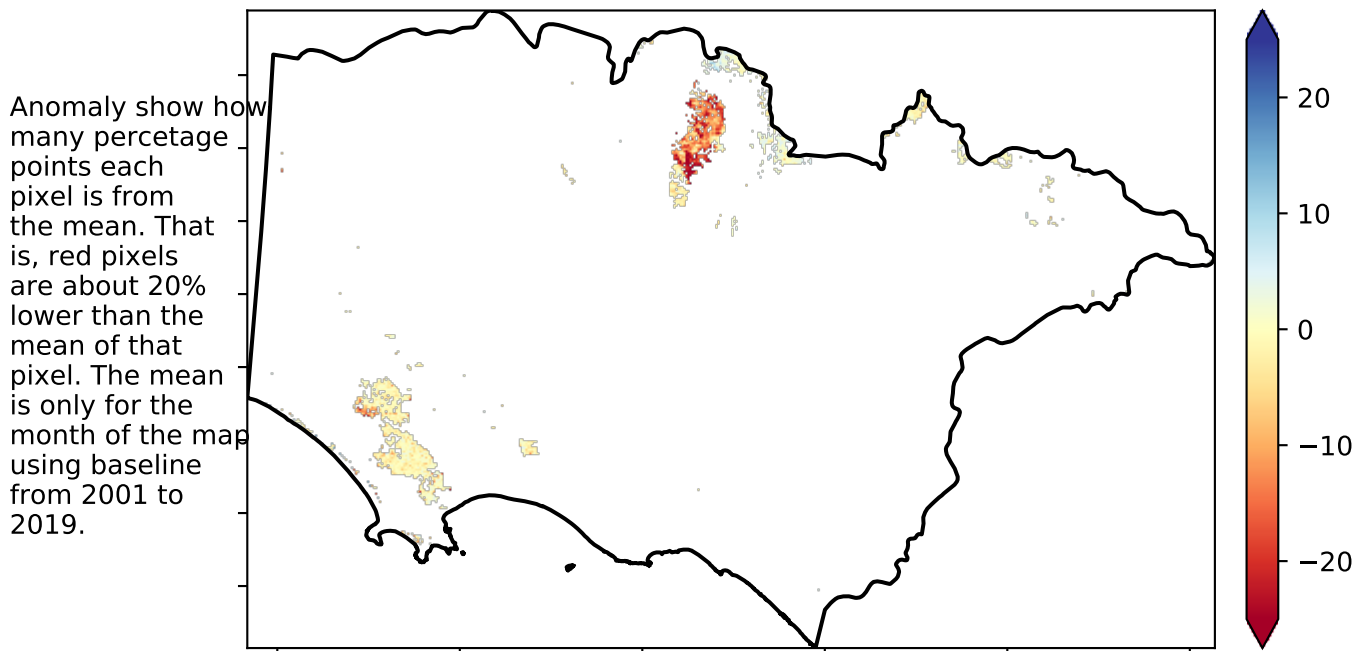 Anomaly show how
many percetage
points each
pixel is from
the mean. That
is, red pixels
are about 20%
lower than the
mean of that
pixel. The mean
is only for the
month of the map
using baseline
from 2001 to
2019.
20
10
0
−10
−20